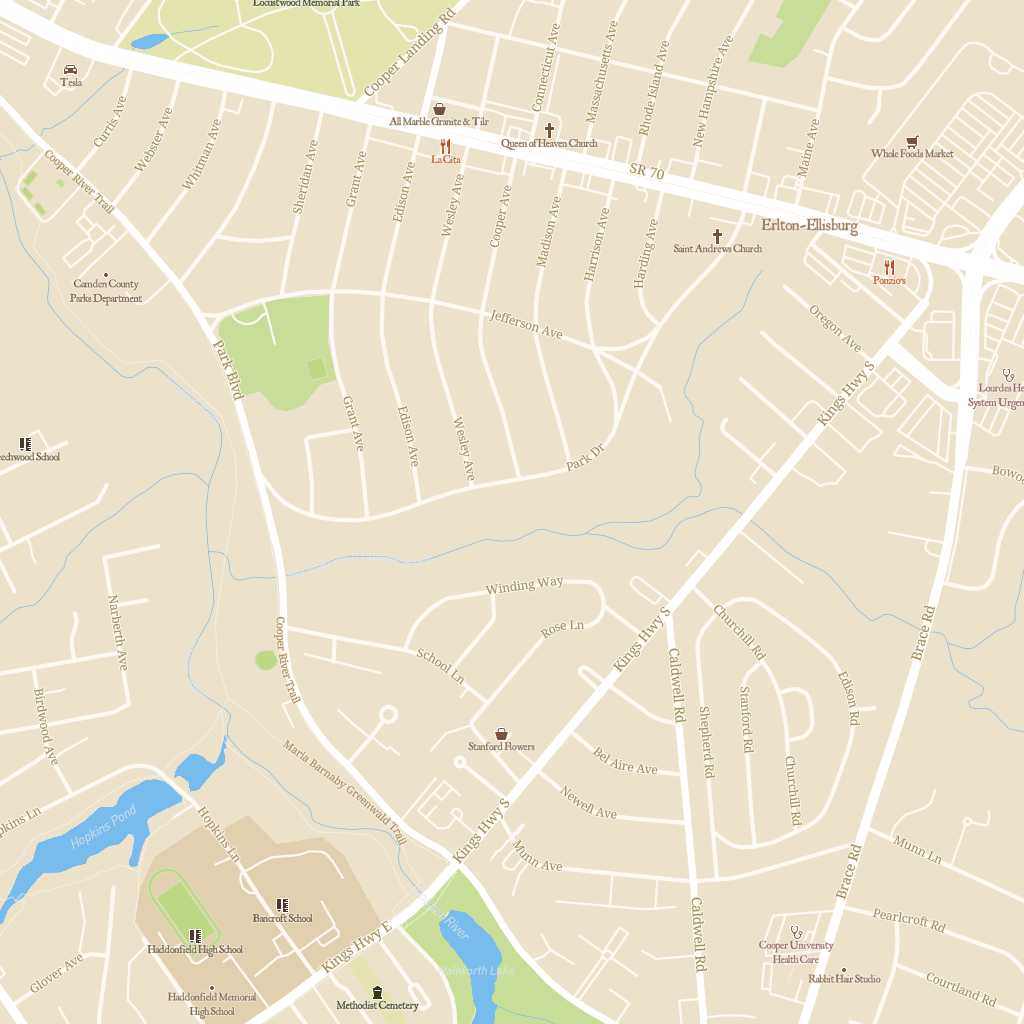 Locustwood Memorial Park
Cooper Landing Rd
Connecticut Ave
Massachusetts Ave
Rhode Island Ave
New Hampshire Ave
Tesla
Curtis Ave
Webster Ave
Whitman Ave
All Marble Granite & Tilr
La Cita
Queen of Heaven Church
SR 70
Maine Ave
Whole Foods Market
Cooper River Trail
Sheridan Ave
Grant Ave
Edison Ave
Wesley Ave
Cooper Ave
Madison Ave
Harrison Ave
Harding Ave
Saint Andrews Church
Erlton-Ellisburg
Ponzio's
Camden County
Parks Department
Oregon Ave
Jefferson Ave
Park Blvd
Kings Hwy S
Lourdes He
System Urgen
Grant Ave
Edison Ave
Wesley Ave
Park Dr
eechwood School
Bowoo
Winding Way
Rose Ln
School Ln
Kings Hwy S
Churchill Rd
Brace Rd
Narberth Ave
Cooper River Trail
Caldwell Rd
Edison Rd
Stanford Rd
Shepherd Rd
Churchill Rd
Birdwood Ave
Stanford Flowers
Bel Aire Ave
Maria Barnaby Greenwald Trail
Newell Ave
Kings Hwy S
Hopkins Pond
pkins Ln
Hopkins Ln
Munn Ave
Munn Ln
Brace Rd
Bancroft School
Haddonfield High School
Kings Hwy E
Caldwell Rd
Pearlcroft Rd
Cooper University
Health Care
Rabbit Hair Studio
Courtland Rd
Glover Ave
Haddonfield Memorial
High School
Methodist Cemetery
Wallworth Lake